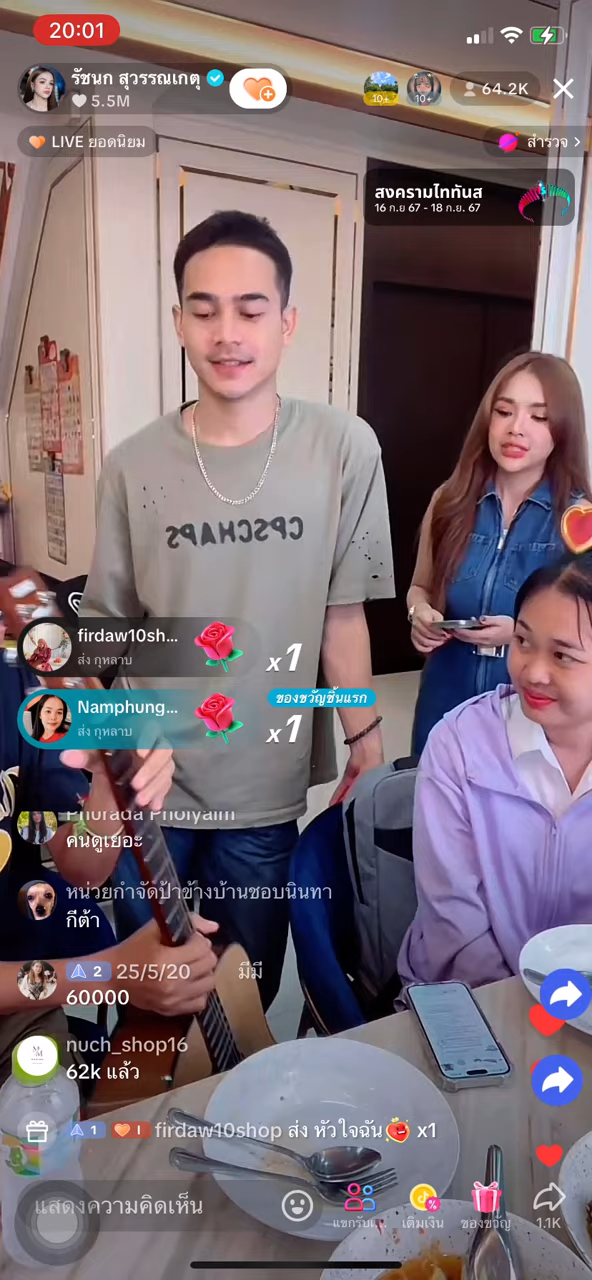 20:01
รัชนก สุวรรณเกตุ
5.5M
10+
10+
64.2K
LIVE ยอดนิยม
สำรวจ >
สงครามไททันส
16 ก.ย 67 - 18 ก.ย. 67
CPSCHAPS
firdaw10sh...
ส่ง กุหลาบ
x1
ของขวัญชิ้นแรก
Namphung...
ส่ง กุหลาบ
x1
Phorada Phoiyaim
คนดูเยอะ
หน่วยกำจัดป้าข้างบ้านชอบนินทา
กีต้า
2 25/5/20 มีมี
60000
nuch_shop16
62k แล้ว
1 I firdaw10shop ส่ง หัวใจฉัน x1
แสดงความคิดเห็น
แขกรับเ...
เติมเงิน
ของขวัญ
1.1K